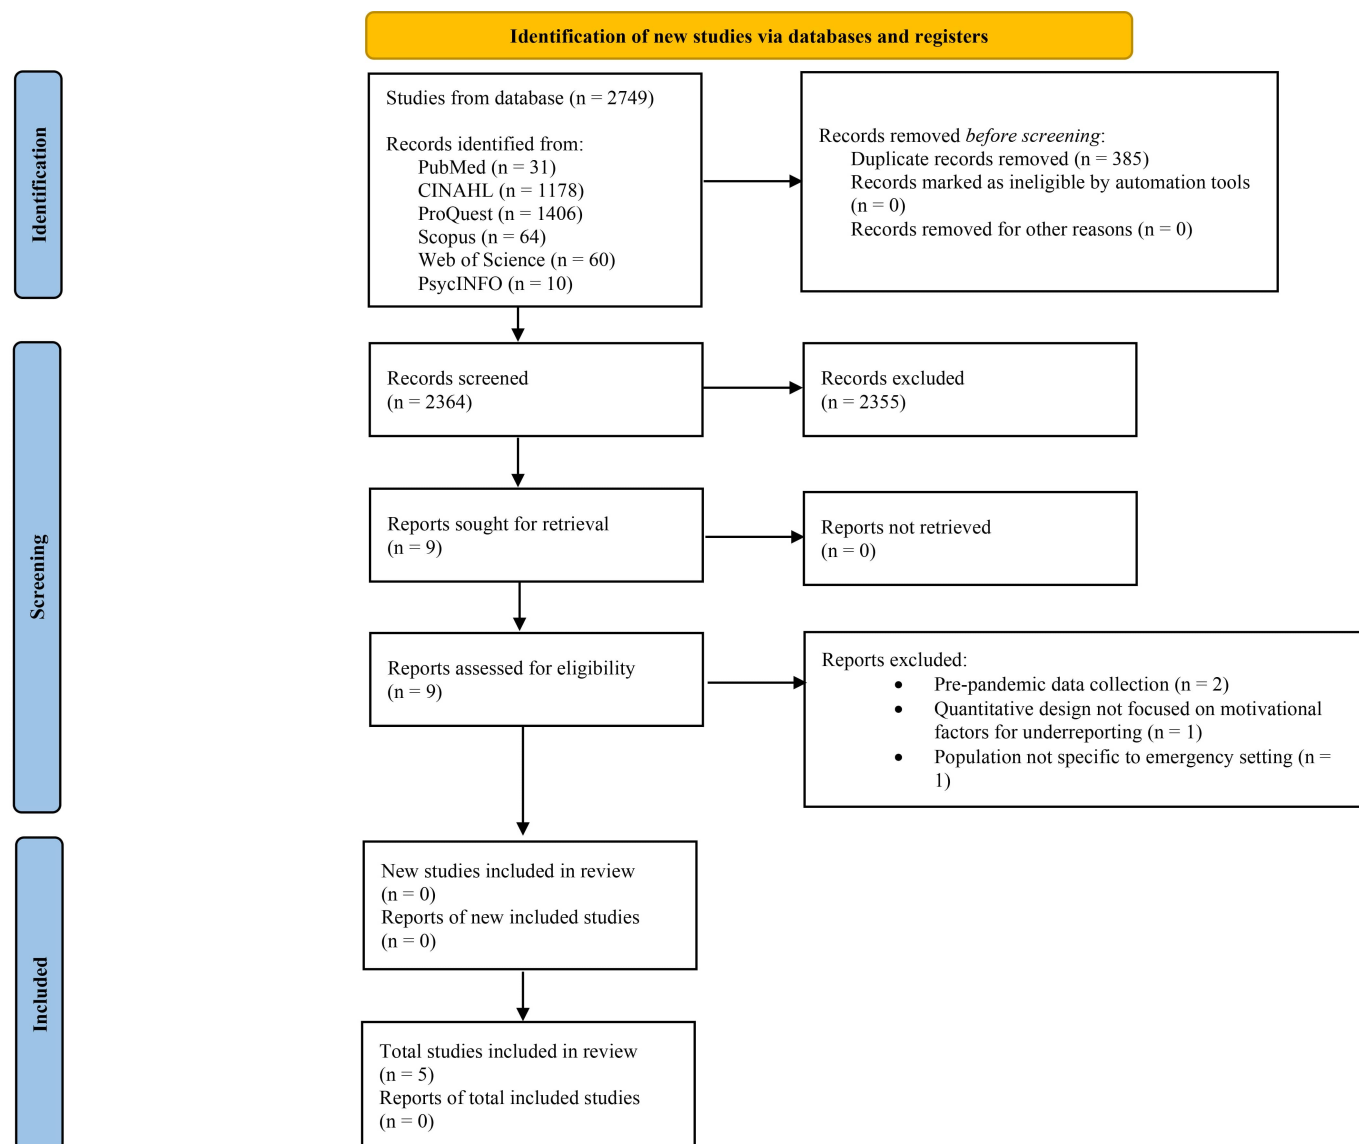 Identification of new studies via databases and registers
Identification
Studies from database (n = 2749)
Records identified from:
PubMed (n = 31)
CINAHL (n = 1178)
ProQuest (n = 1406)
Scopus (n = 64)
Web of Science (n = 60)
PsycINFO (n = 10)
Records removed before screening:
Duplicate records removed (n = 385)
Records marked as ineligible by automation tools
(n = 0)
Records removed for other reasons (n = 0)
Screening
Records screened
(n = 2364)
Records excluded
(n = 2355)
Reports sought for retrieval
(n = 9)
Reports not retrieved
(n = 0)
Reports assessed for eligibility
(n = 9)
Reports excluded:
• Pre-pandemic data collection (n = 2)
• Quantitative design not focused on motivational
factors for underreporting (n = 1)
• Population not specific to emergency setting (n =
1)
Included
New studies included in review
(n = 0)
Reports of new included studies
(n = 0)
Total studies included in review
(n = 5)
Reports of total included studies
(n = 0)